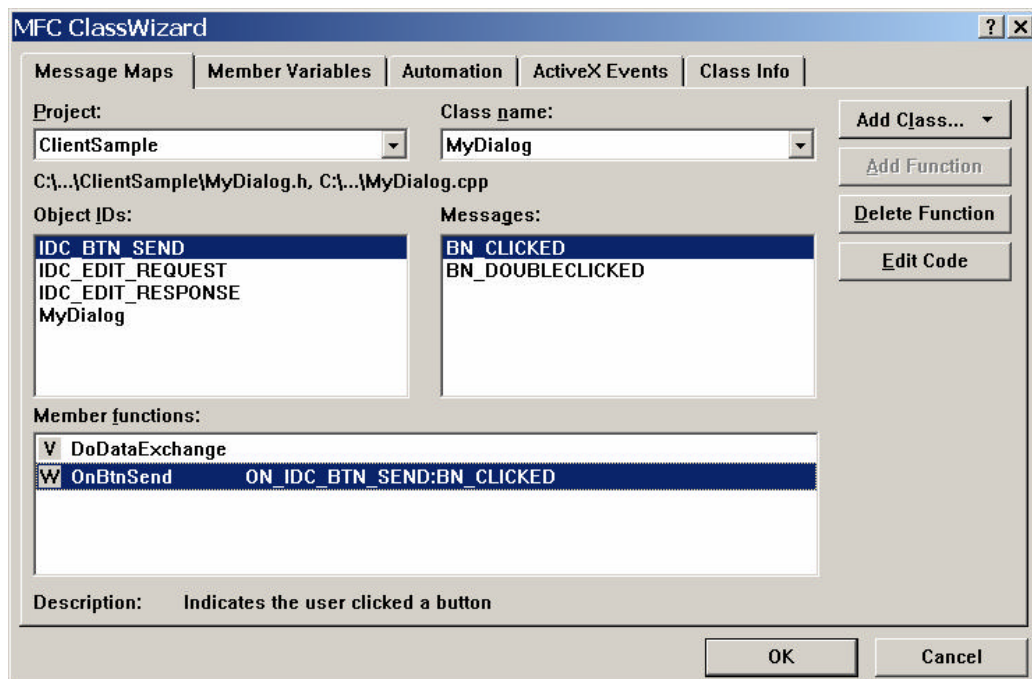 MFC ClassWizard
Message Maps Member Variables Automation ActiveX Events Class Info
Project: Class name:
ClientSample MyDialog Add Class...
C:\...\ClientSample\MyDialog.h, C:\...\MyDialog.cpp Add Function
Object IDs: Messages: Delete Function
IDC_BTN_SEND BN_CLICKED
IDC_EDIT_REQUEST BN_DOUBLECLICKED Edit Code
IDC_EDIT_RESPONSE
MyDialog
Member functions:
V DoDataExchange
W OnBtnSend ON_IDC_BTN_SEND:BN_CLICKED
Description: Indicates the user clicked a button
OK Cancel